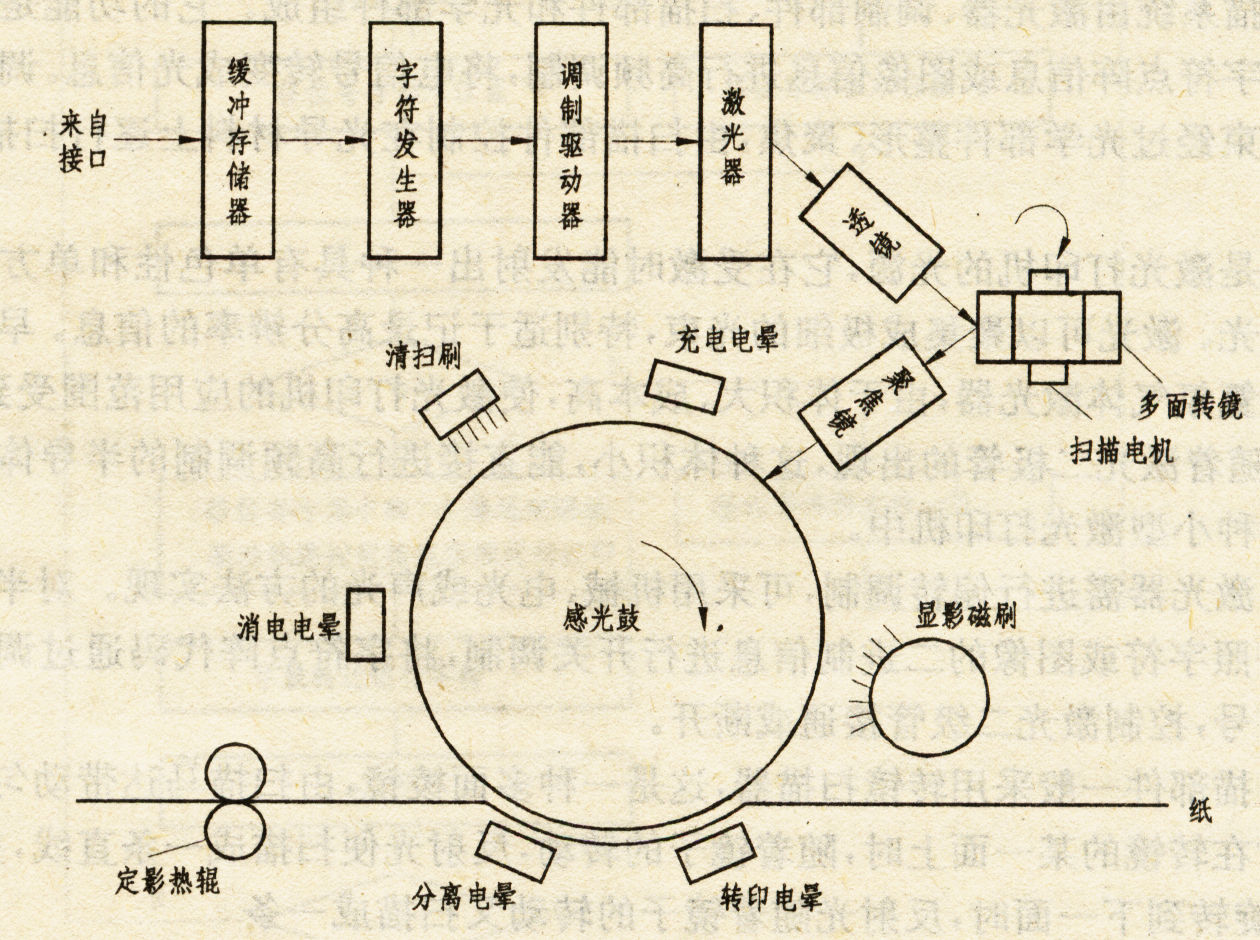 来自
接口
缓冲存储器
字符发生器
调制驱动器
激光器
透镜
多面转镜
扫描电机
聚焦镜
充电电晕
清扫刷
感光鼓
消电电晕
显影磁刷
纸
定影热辊
分离电晕
转印电晕